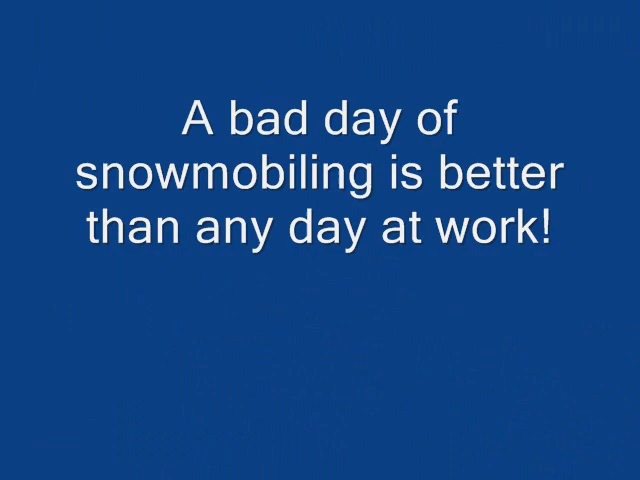 A bad day of
snowmobiling is better
than any day at work!